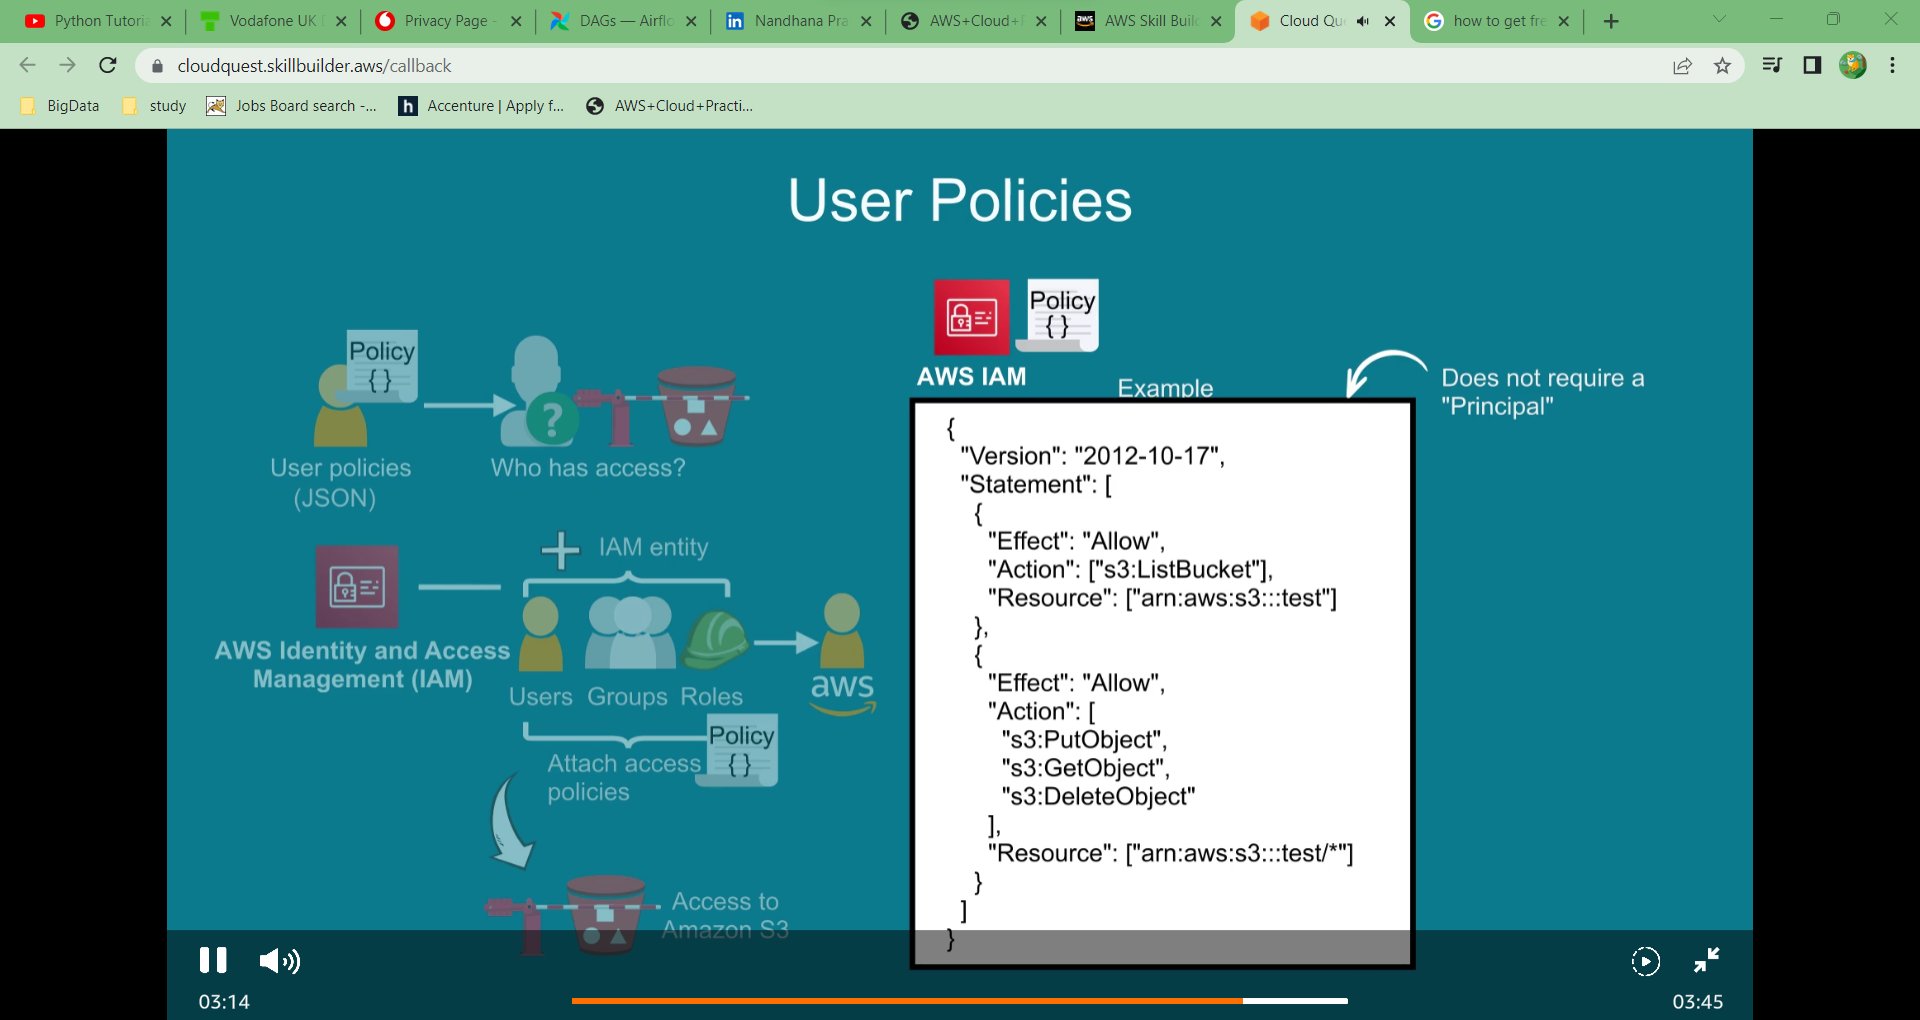 Python Tutoria
Vodafone UK
Privacy Page -
DAGs — Airflo
Nandhana Pra
AWS+Cloud+
AWS Skill Buil
Cloud Qu
how to get fre
cloudquest.skillbuilder.aws/callback
BigData
study
Jobs Board search -...
h
Accenture | Apply f...
AWS+Cloud+Practi...
User Policies
Policy
{}
User policies
(JSON)
?
Who has access?
AWS Identity and Access
Management (IAM)
+ IAM entity
Users Groups Roles
aws
Attach access
policies
Policy
{}
Access to
Amazon S3
Policy
{}
AWS IAM
Example
Does not require a
"Principal"
{
"Version": "2012-10-17",
"Statement": [
{
"Effect": "Allow",
"Action": ["s3:ListBucket"],
"Resource": ["arn:aws:s3:::test"]
},
{
"Effect": "Allow",
"Action": [
"s3:PutObject",
"s3:GetObject",
"s3:DeleteObject"
],
"Resource": ["arn:aws:s3:::test/*"]
}
]
}
03:14
03:45